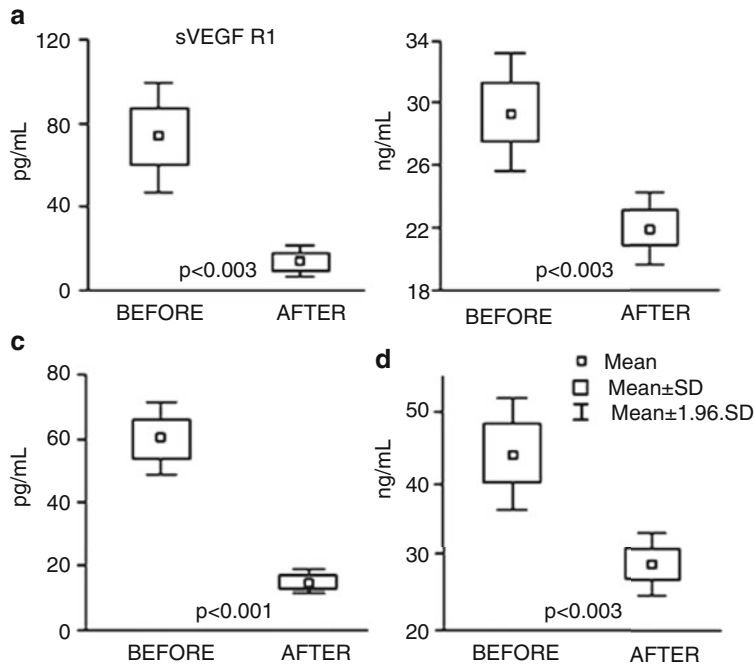 a
sVEGF R1
120
80
40
0
pg/mL
p<0.003
BEFORE AFTER
34
30
26
22
18
ng/mL
p<0.003
BEFORE AFTER
c
80
60
40
20
0
pg/mL
p<0.001
BEFORE AFTER
d
Mean
Mean±SD
Mean±1.96.SD
50
40
30
20
ng/mL
p<0.003
BEFORE AFTER